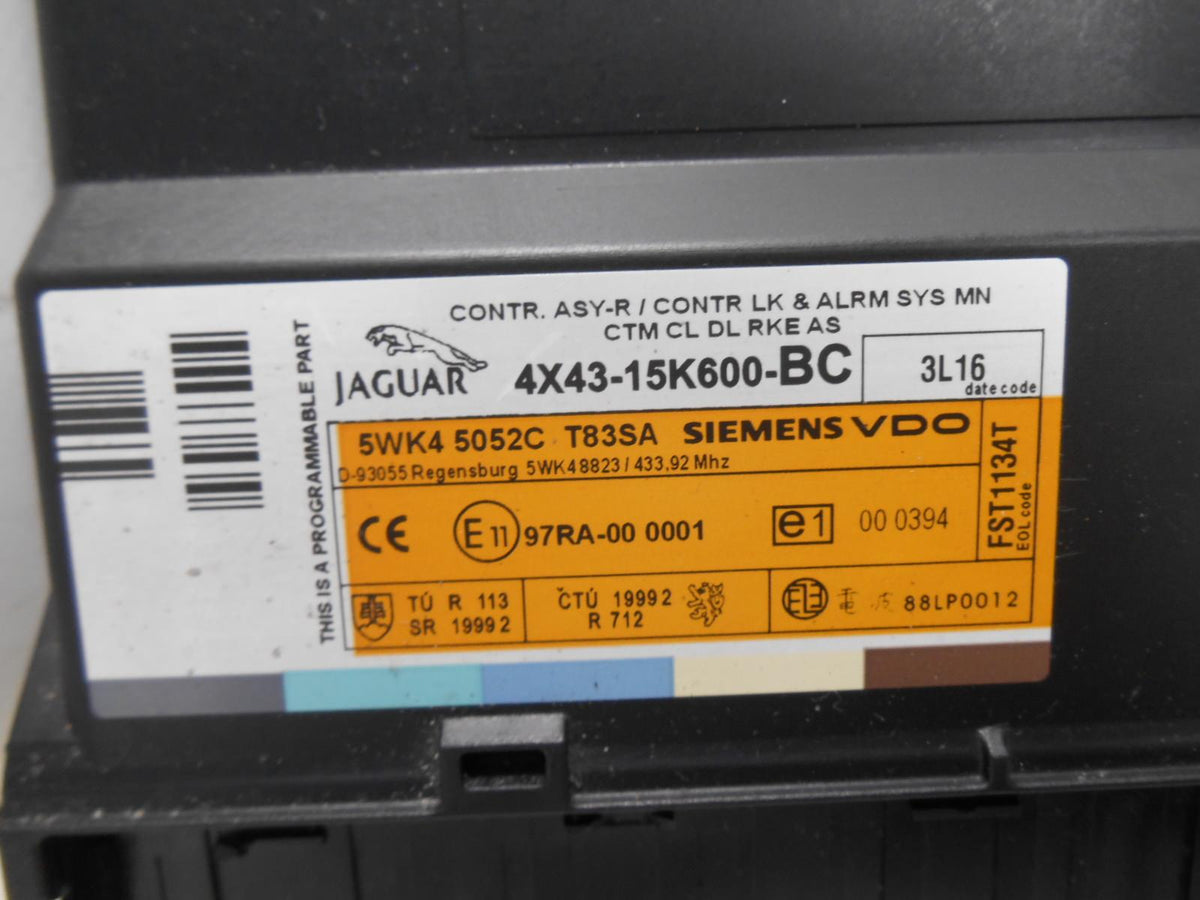 CONTR. ASY-R / CONTR LK & ALRM SYS MN
CTM CL DL RKE AS
JAGUAR 4X43-15K600-BC
3L16
date code
THIS IS A PROGRAMMABLE PART
5WK4 5052C T83SA SIEMENS VDO
D-93055 Regensburg 5WK48823 / 433,92 Mhz
FST1134T
EOL code
CE E11 97RA-00 0001 e1 00 0394
TÚ R 113
SR 1999 2
ČTÚ 1999 2
R 712
電波 88LP0012